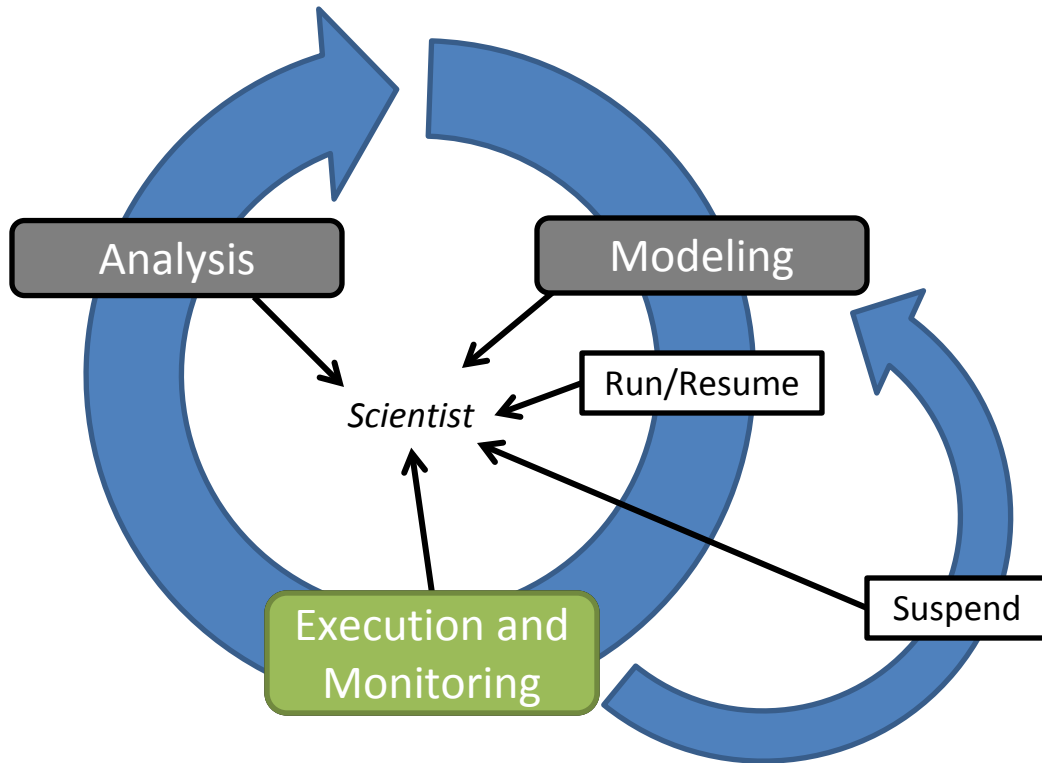 Analysis
Modeling
Run/Resume
Scientist
Suspend
Execution and
Monitoring